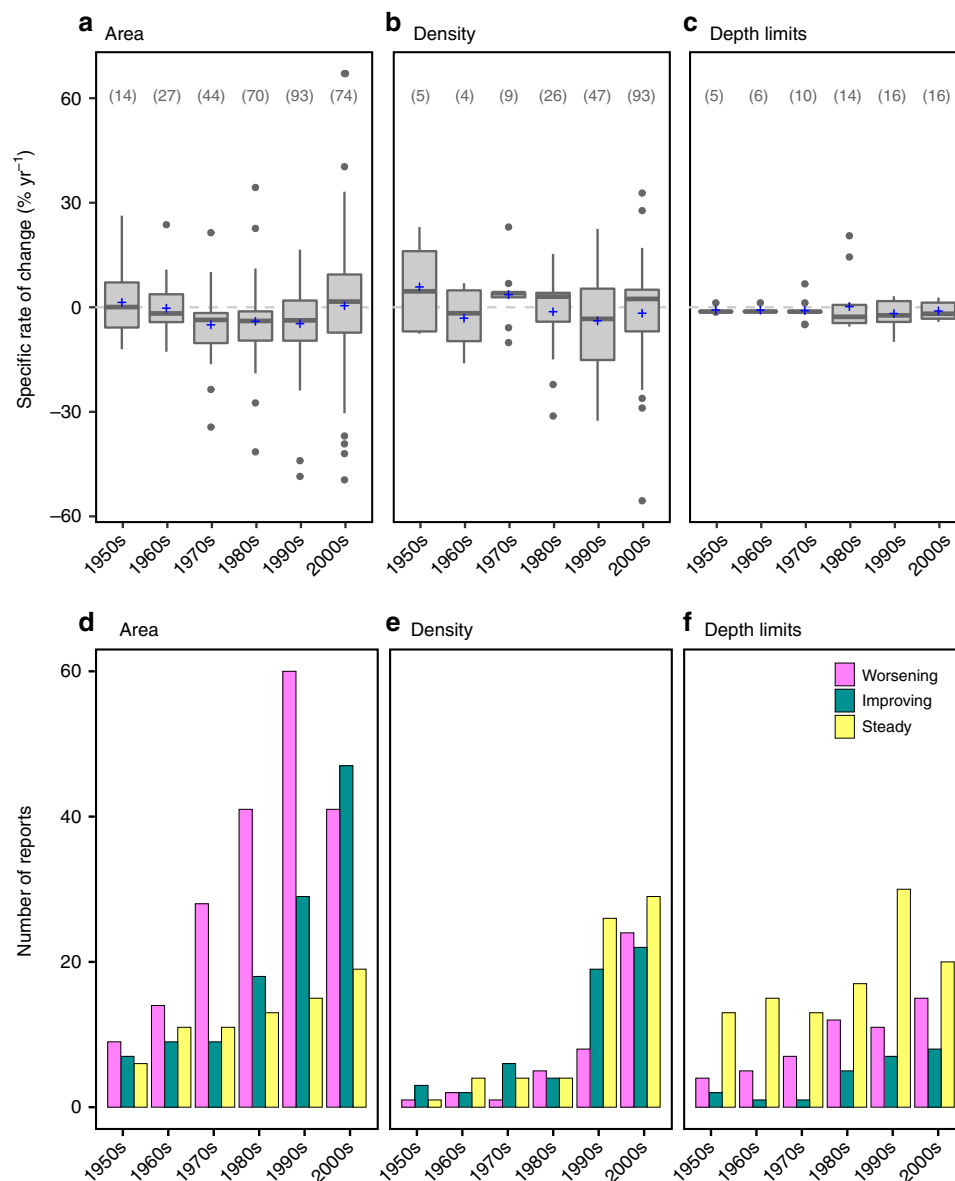 a Area
b Density
c Depth limits
Specific rate of change (% yr⁻¹)
60
30
0
−30
−60
(14) (27) (44) (70) (93) (74)
(5) (4) (9) (26) (47) (93)
(5) (6) (10) (14) (16) (16)
1950s 1960s 1970s 1980s 1990s 2000s
1950s 1960s 1970s 1980s 1990s 2000s
1950s 1960s 1970s 1980s 1990s 2000s
d Area
e Density
f Depth limits
Number of reports
60
40
20
0
Worsening
Improving
Steady
1950s 1960s 1970s 1980s 1990s 2000s
1950s 1960s 1970s 1980s 1990s 2000s
1950s 1960s 1970s 1980s 1990s 2000s